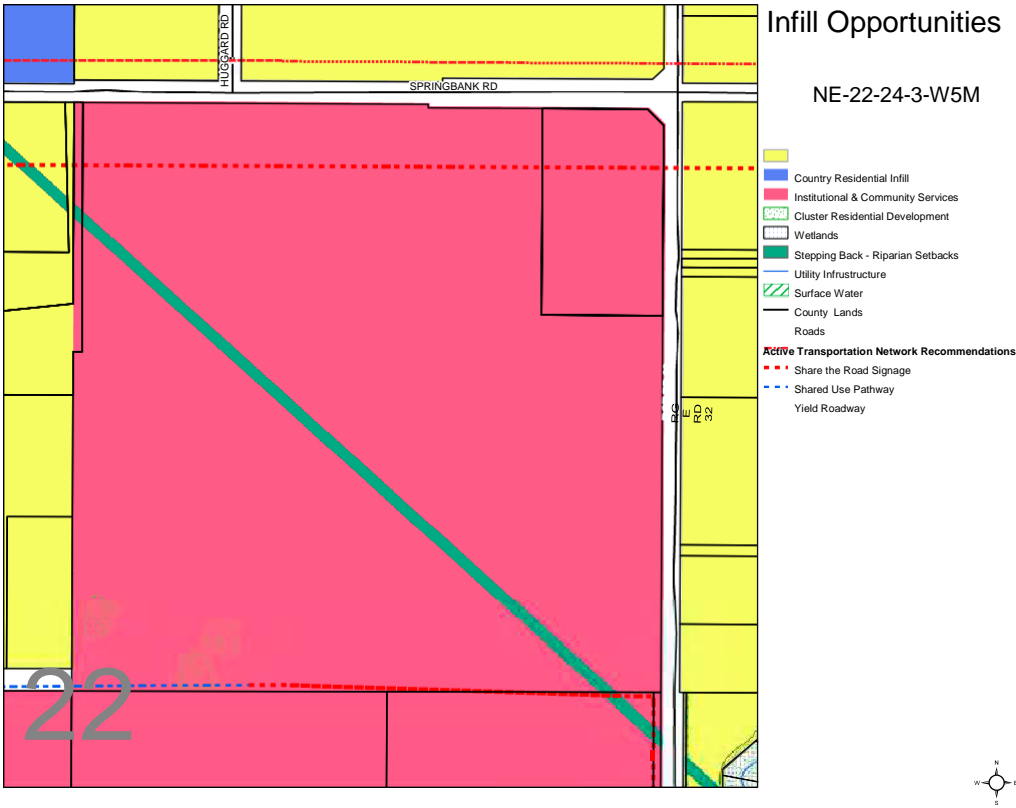 Infill Opportunities
NE-22-24-3-W5M
HUGGARD RD
SPRINGBANK RD
Country Residential Infill
Institutional & Community Services
Cluster Residential Development
Wetlands
Stepping Back - Riparian Setbacks
Utility Infrustructure
Surface Water
County Lands
Roads
Active Transportation Network Recommendations
Share the Road Signage
Shared Use Pathway
Yield Roadway
RG
E
RD
32
22
N
W E
S